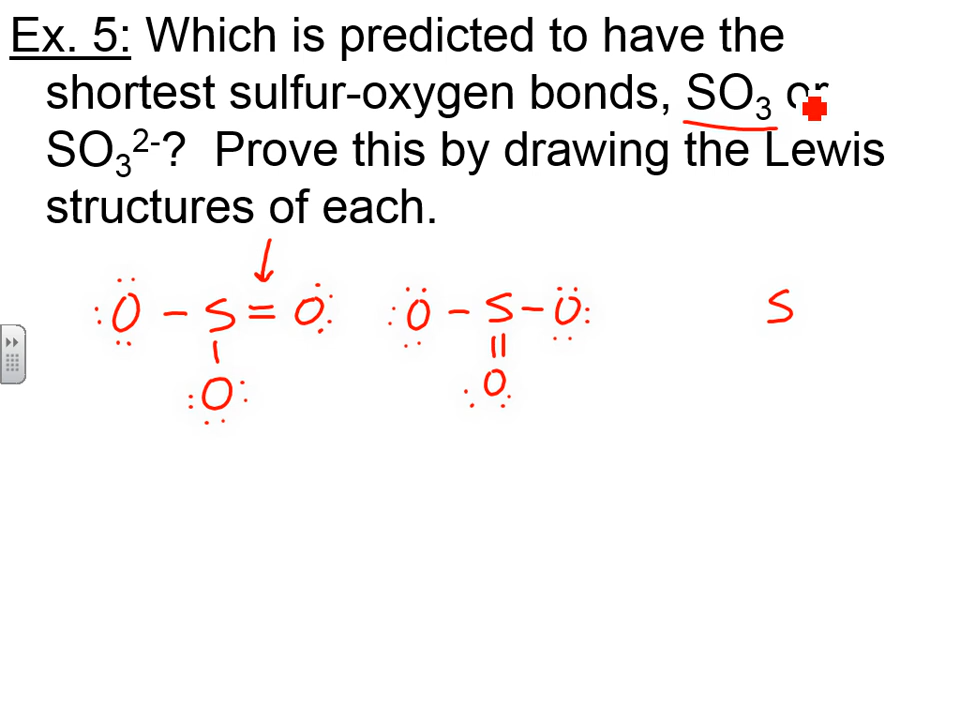 Ex. 5: Which is predicted to have the
shortest sulfur-oxygen bonds, SO₃ or
SO₃²⁻? Prove this by drawing the Lewis
structures of each.
O – S = O O – S – O S
O O